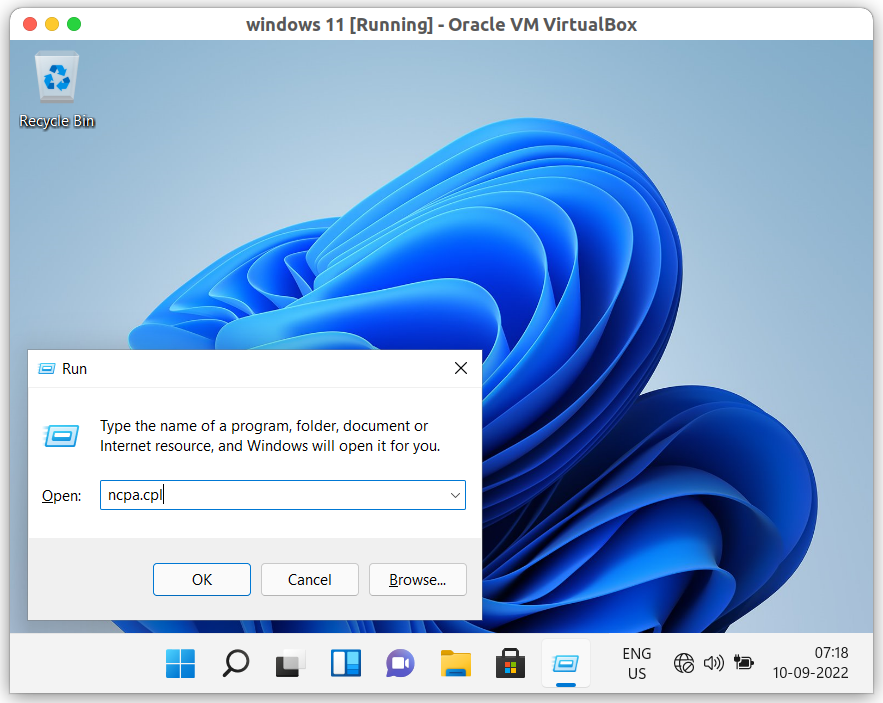 windows 11 [Running] - Oracle VM VirtualBox
Recycle Bin
Run
Type the name of a program, folder, document or
Internet resource, and Windows will open it for you.
Open:
ncpa.cpl
OK
Cancel
Browse...
ENG
US
07:18
10-09-2022